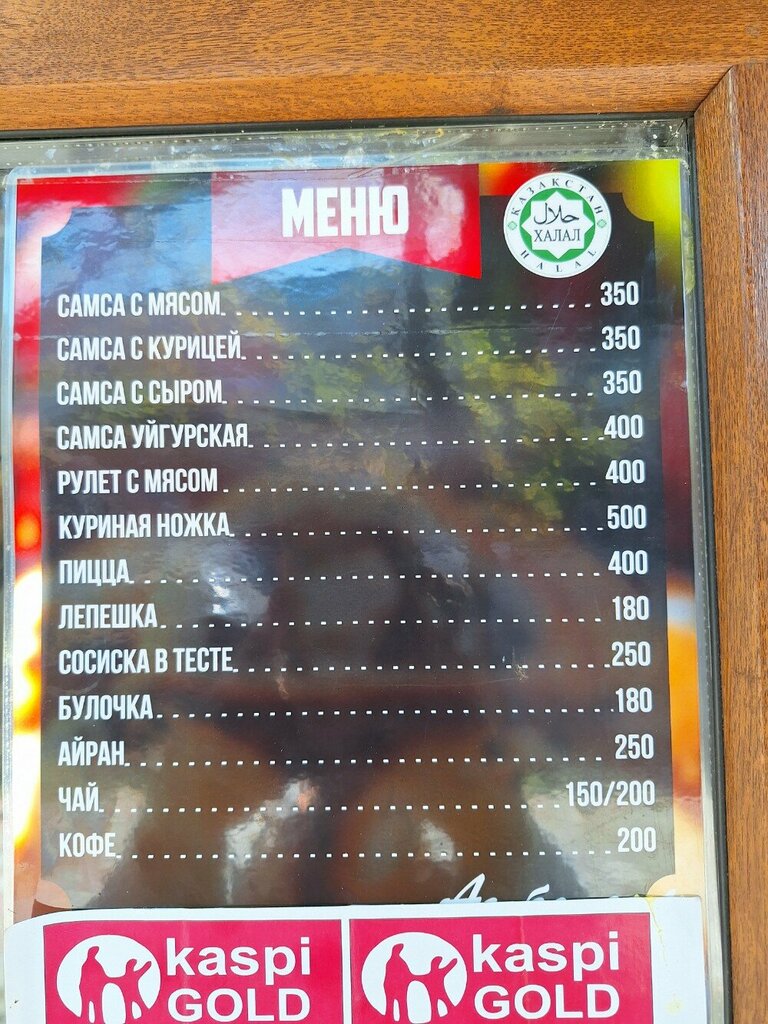 МЕНЮ
КАЗАКСТАН
حلال
ХАЛАЛ
HALAL
САМСА С МЯСОМ 350
САМСА С КУРИЦЕЙ 350
САМСА С СЫРОМ 350
САМСА УЙГУРСКАЯ 400
РУЛЕТ С МЯСОМ 400
КУРИНАЯ НОЖКА 500
ПИЦЦА 400
ЛЕПЕШКА 180
СОСИСКА В ТЕСТЕ 250
БУЛОЧКА 180
АЙРАН 250
ЧАЙ 150/200
КОФЕ 200
kaspi
GOLD
kaspi
GOLD